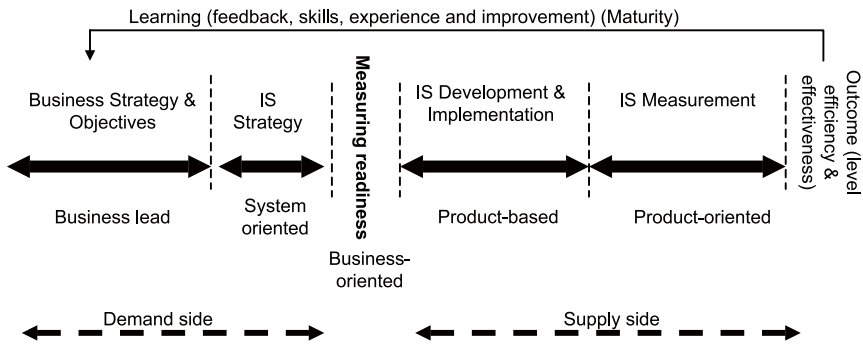 Learning (feedback, skills, experience and improvement) (Maturity)
Business Strategy &
Objectives
IS
Strategy
Measuring readiness
IS Development &
Implementation
IS Measurement
Outcome (level
efficiency &
effectiveness)
Business lead
System
oriented
Business-
oriented
Product-based
Product-oriented
Demand side
Supply side